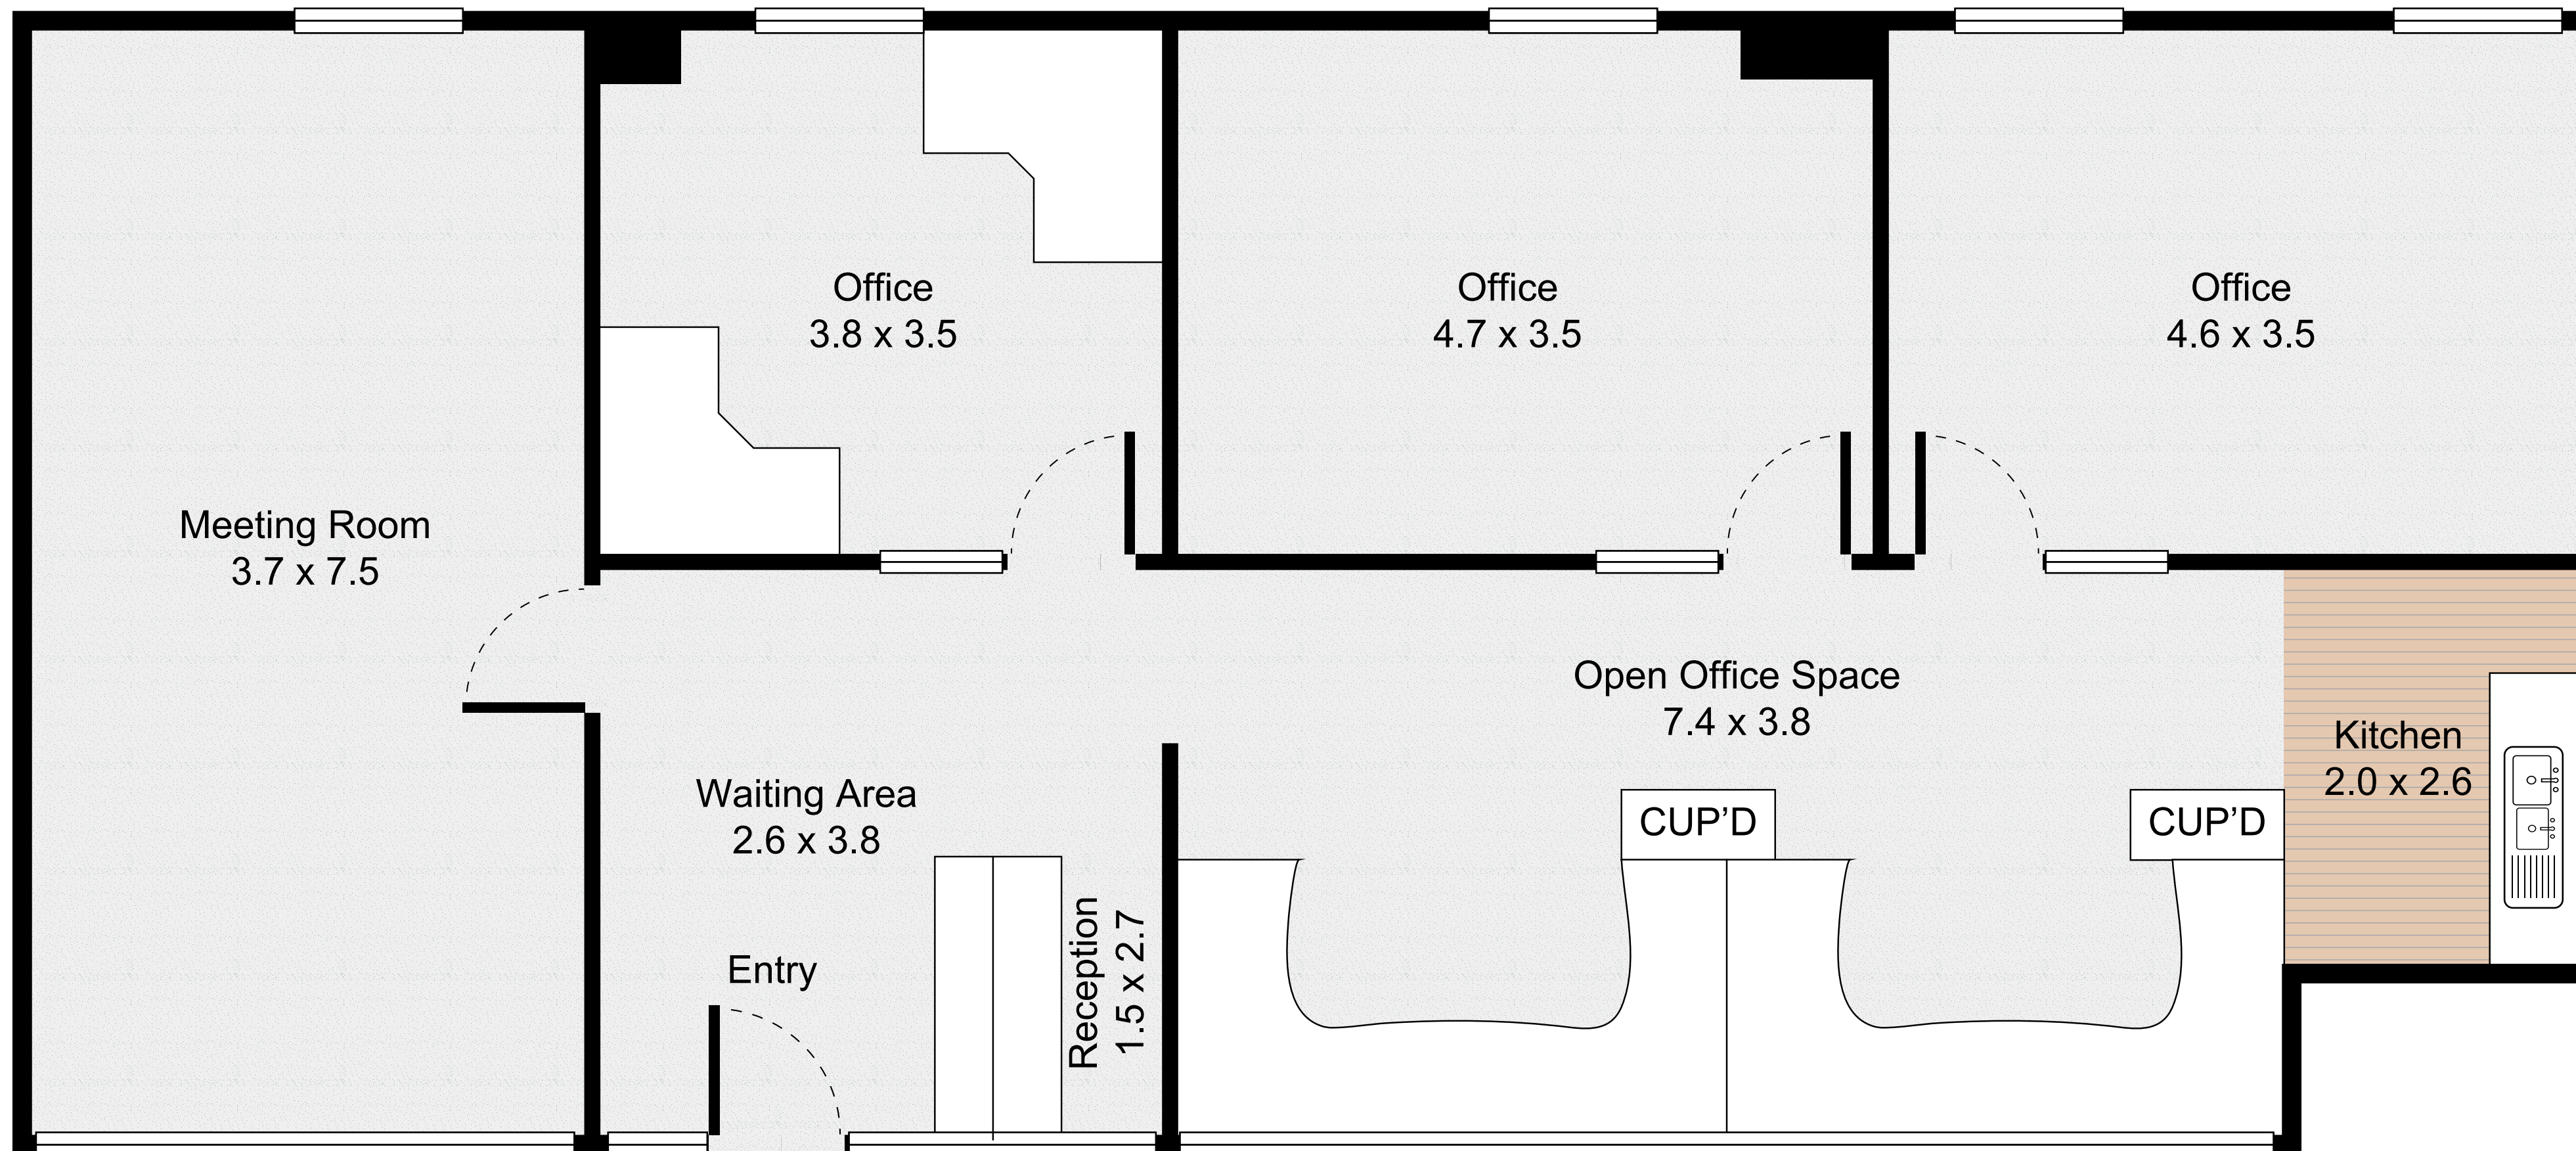 Office
3.8 x 3.5
Office
4.7 x 3.5
Office
4.6 x 3.5
Meeting Room
3.7 x 7.5
Open Office Space
7.4 x 3.8
Kitchen
2.0 x 2.6
Waiting Area
2.6 x 3.8
CUP’D
CUP’D
Entry
Reception
1.5 x 2.7